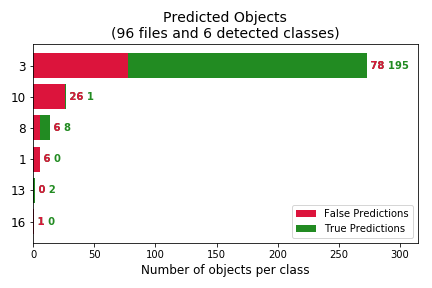 Predicted Objects
(96 files and 6 detected classes)
3 78 195
10 26 1
8 6 8
1 6 0
13 0 2
16 1 0
False Predictions
True Predictions
0 50 100 150 200 250 300
Number of objects per class